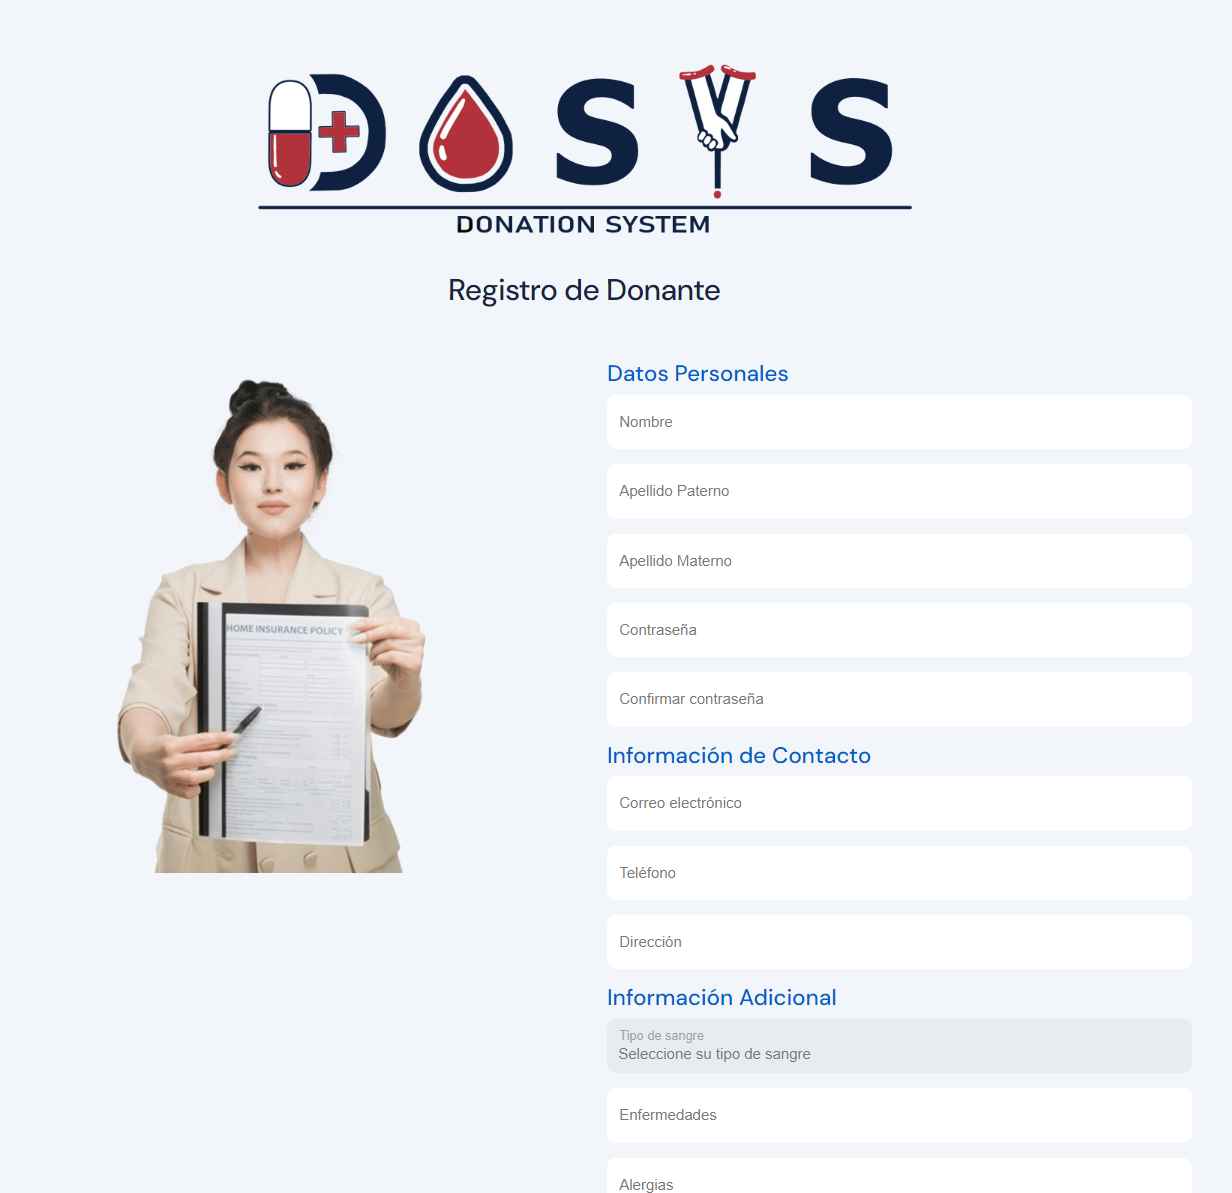 DOSYS
DONATION SYSTEM
Registro de Donante
HOME INSURANCE POLICY
Datos Personales
Nombre
Apellido Paterno
Apellido Materno
Contraseña
Confirmar contraseña
Información de Contacto
Correo electrónico
Teléfono
Dirección
Información Adicional
Tipo de sangre
Seleccione su tipo de sangre
Enfermedades
Alergias